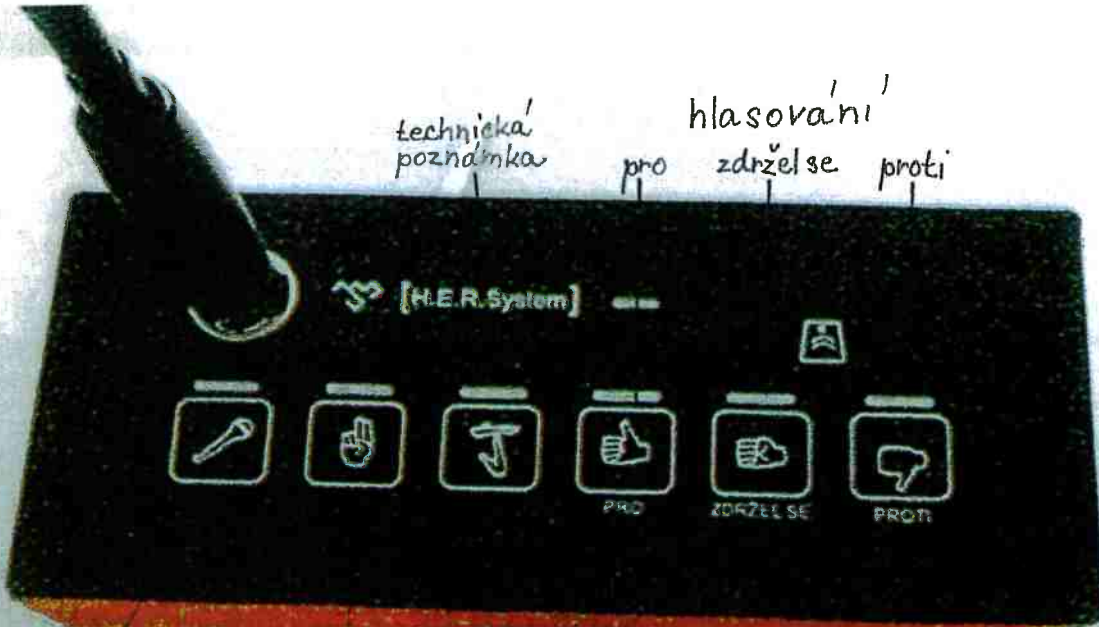 hlasování
technická
poznámka
pro zdržel se proti
[H.E.R. System]
PRO ZDRŽEL SE PROTI